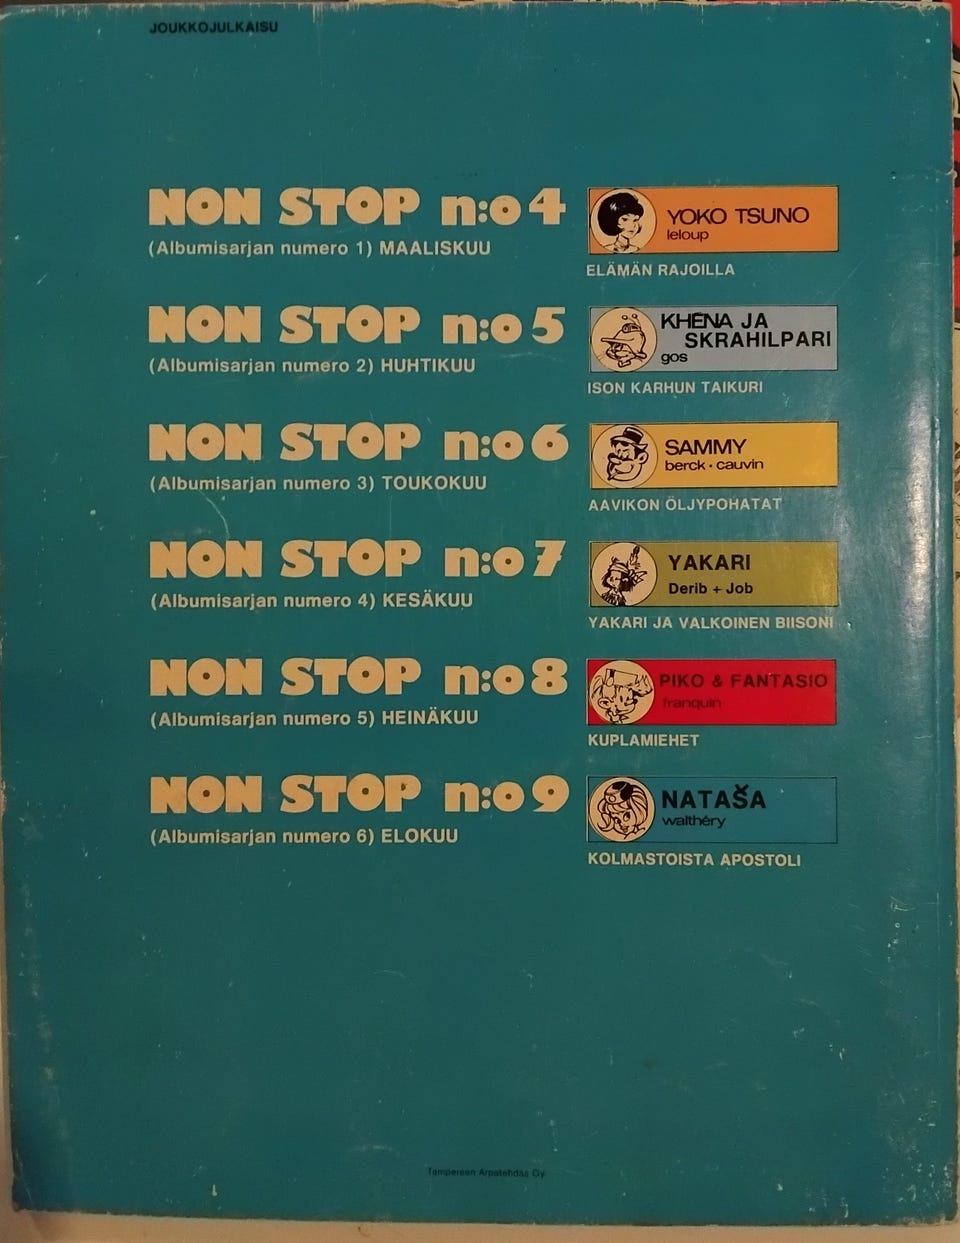 JOUKKOJULKAISU
NON STOP n:o 4
(Albumisarjan numero 1) MAALISKUU
YOKO TSUNO
leloup
ELÄMÄN RAJOILLA
NON STOP n:o 5
(Albumisarjan numero 2) HUHTIKUU
KHENA JA
SKRAHILPARI
gos
ISON KARHUN TAIKURI
NON STOP n:o 6
(Albumisarjan numero 3) TOUKOKUU
SAMMY
berck • cauvin
AAVIKON ÖLJYPOHATAT
NON STOP n:o 7
(Albumisarjan numero 4) KESÄKUU
YAKARI
Derib + Job
YAKARI JA VALKOINEN BIISONI
NON STOP n:o 8
(Albumisarjan numero 5) HEINÄKUU
PIKO & FANTASIO
franquin
KUPLAMIEHET
NON STOP n:o 9
(Albumisarjan numero 6) ELOKUU
NATAŠA
walthéry
KOLMASTOISTA APOSTOLI
Tampereen Arpatehdas Oy